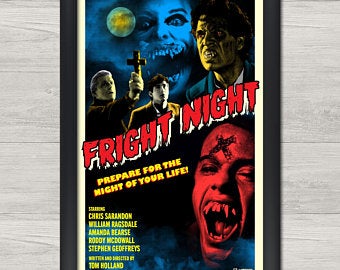 FRIGHT NIGHT
PREPARE FOR THE
NIGHT OF YOUR LIFE!
STARRING
CHRIS SARANDON
WILLIAM RAGSDALE
AMANDA BEARSE
RODDY MCDOWALL
STEPHEN GEOFFREYS
WRITTEN AND DIRECTED BY
TOM HOLLAND